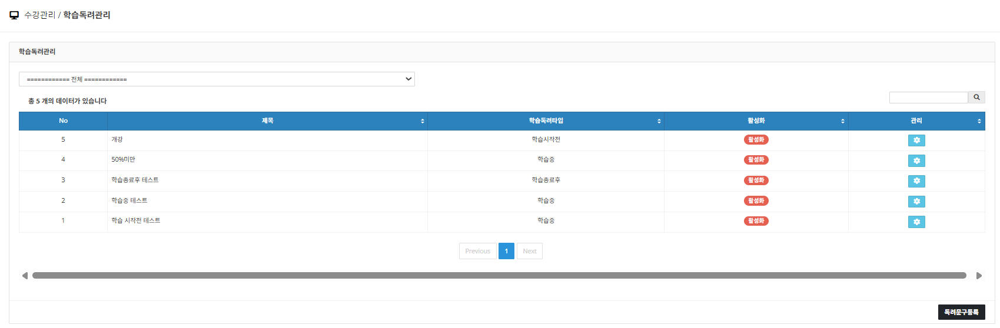 수강관리 / 학습독려관리
학습독려관리
============ 전체 ============
총 5 개의 데이터가 있습니다
No 제목 학습독려타입 활성화 관리
5 개강 학습시작전 활성화
4 50%미만 학습중 활성화
3 학습종료후 테스트 학습종료후 활성화
2 학습중 테스트 학습중 활성화
1 학습 시작전 테스트 학습중 활성화
Previous 1 Next
독려문구등록